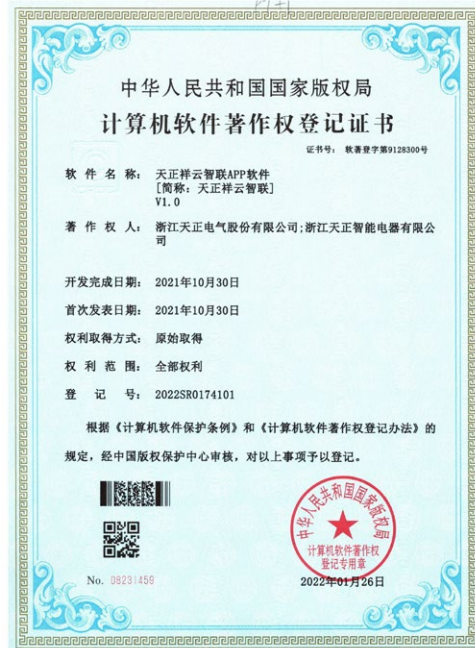 中华人民共和国国家版权局
计算机软件著作权登记证书
证书号： 软著登字第9128300号
软 件 名 称： 天正祥云智联APP软件
[简称：天正祥云智联]
V1.0
著 作 权 人： 浙江天正电气股份有限公司;浙江天正智能电器有限公
司
开发完成日期： 2021年10月30日
首次发表日期： 2021年10月30日
权利取得方式： 原始取得
权 利 范 围： 全部权利
登 记 号： 2022SR0174101
根据《计算机软件保护条例》和《计算机软件著作权登记办法》的
规定，经中国版权保护中心审核，对以上事项予以登记。
中华人民共和国国家版权局
计算机软件著作权
登记专用章
No. 08231459
2022年01月26日